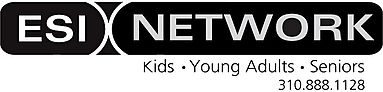 ESI NETWORK
Kids • Young Adults • Seniors
310.888.1128